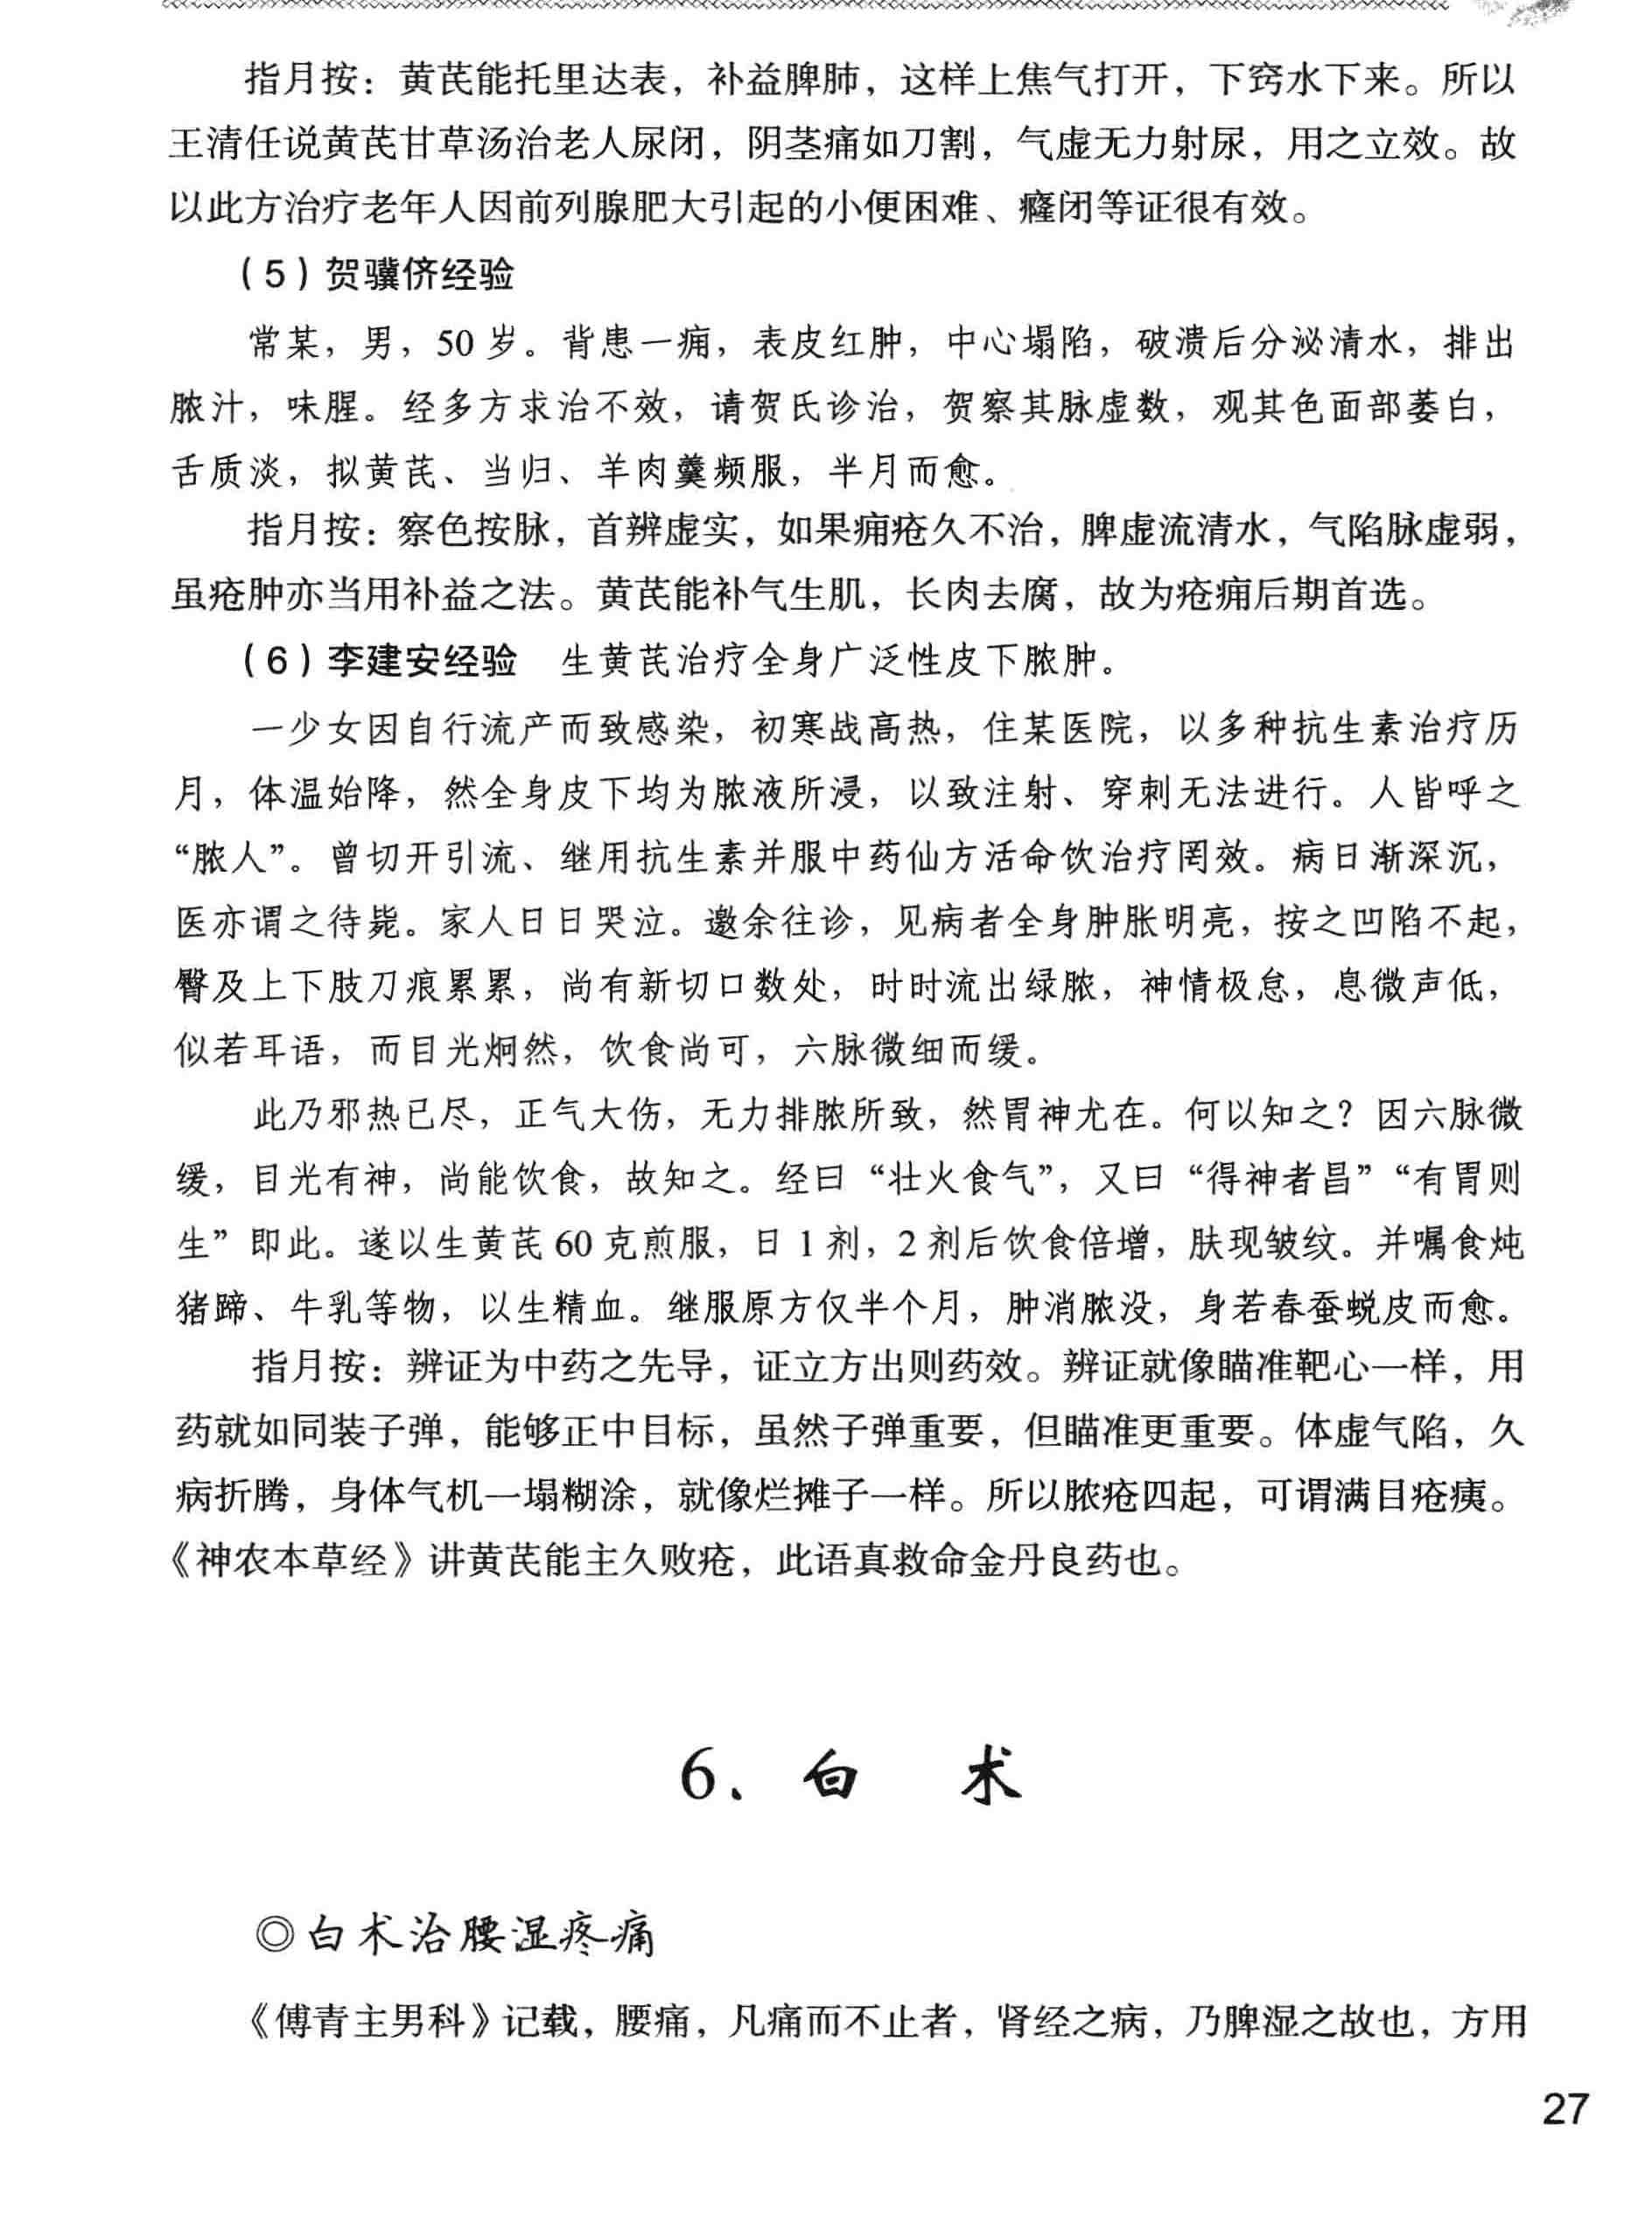 指月按：黄芪能托里达表，补益脾肺，这样上焦气打开，下窍水下来。所以
王清任说黄芪甘草汤治老人尿闭，阴茎痛如刀割，气虚无力射尿，用之立效。故
以此方治疗老年人因前列腺肥大引起的小便困难、癃闭等证很有效。
（5）贺骥侪经验
常某，男，50 岁。背患一痈，表皮红肿，中心塌陷，破溃后分泌清水，排出
脓汁，味腥。经多方求治不效，请贺氏诊治，贺察其脉虚数，观其色面部萎白，
舌质淡，拟黄芪、当归、羊肉羹频服，半月而愈。
指月按：察色按脉，首辨虚实，如果痈疮久不治，脾虚流清水，气陷脉虚弱，
虽疮肿亦当用补益之法。黄芪能补气生肌，长肉去腐，故为疮痈后期首选。
（6）李建安经验　生黄芪治疗全身广泛性皮下脓肿。
一少女因自行流产而致感染，初寒战高热，住某医院，以多种抗生素治疗历
月，体温始降，然全身皮下均为脓液所浸，以致注射、穿刺无法进行。人皆呼之
“脓人”。曾切开引流、继用抗生素并服中药仙方活命饮治疗罔效。病日渐深沉，
医亦谓之待毙。家人日日哭泣。邀余往诊，见病者全身肿胀明亮，按之凹陷不起，
臀及上下肢刀痕累累，尚有新切口数处，时时流出绿脓，神情极怠，息微声低，
似若耳语，而目光炯然，饮食尚可，六脉微细而缓。
此乃邪热已尽，正气大伤，无力排脓所致，然胃神尤在。何以知之？因六脉微
缓，目光有神，尚能饮食，故知之。经曰“壮火食气”，又曰“得神者昌”“有胃则
生”即此。遂以生黄芪 60 克煎服，日 1 剂，2 剂后饮食倍增，肤现皱纹。并嘱食炖
猪蹄、牛乳等物，以生精血。继服原方仅半个月，肿消脓没，身若春蚕蜕皮而愈。
指月按：辨证为中药之先导，证立方出则药效。辨证就像瞄准靶心一样，用
药就如同装子弹，能够正中目标，虽然子弹重要，但瞄准更重要。体虚气陷，久
病折腾，身体气机一塌糊涂，就像烂摊子一样。所以脓疮四起，可谓满目疮痍。
《神农本草经》讲黄芪能主久败疮，此语真救命金丹良药也。
6、白　术
◎白术治腰湿疼痛
《傅青主男科》记载，腰痛，凡痛而不止者，肾经之病，乃脾湿之故也，方用
27